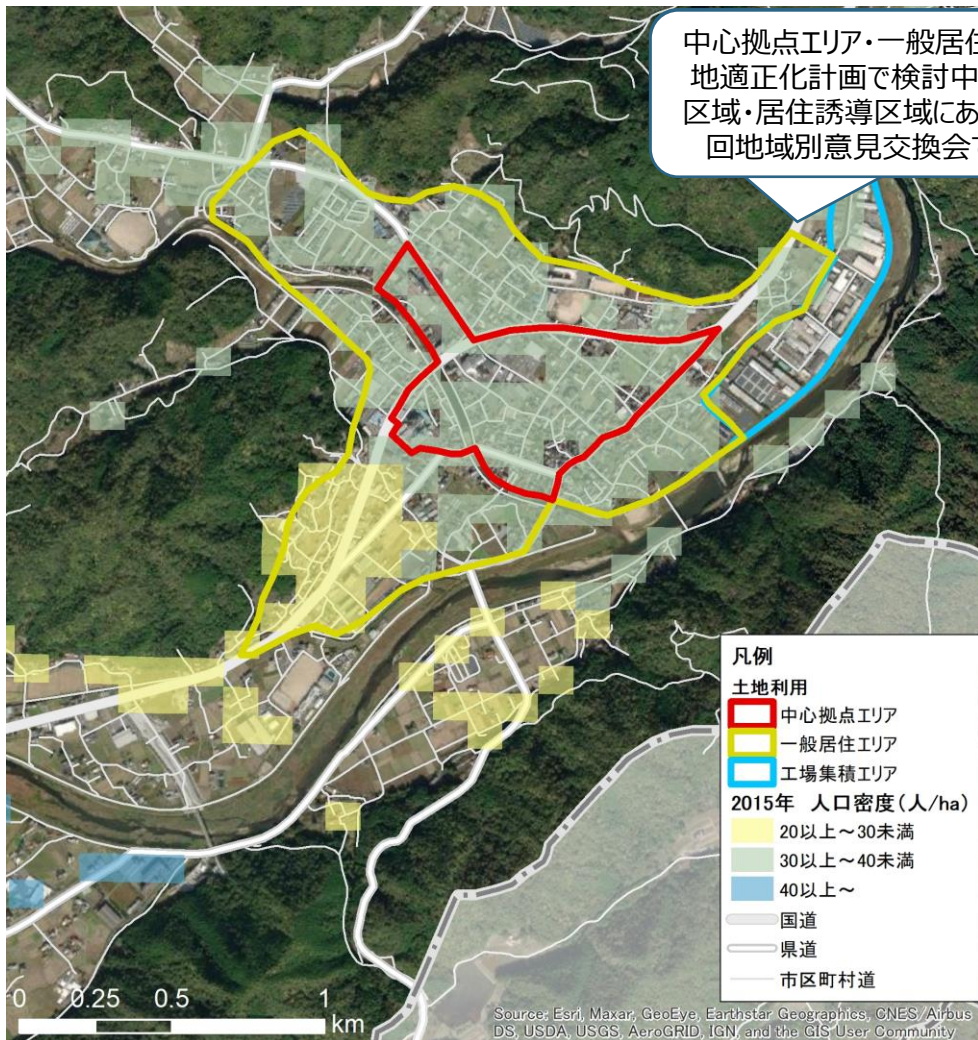 中心拠点エリア・一般居住
地適正化計画で検討中
区域・居住誘導区域にあ
回地域別意見交換会で
凡例
土地利用
中心拠点エリア
一般居住エリア
工場集積エリア
2015年 人口密度(人/ha)
20以上～30未満
30以上～40未満
40以上～
国道
県道
市区町村道
0 0.25 0.5 1
km
Source: Esri, Maxar, GeoEye, Earthstar Geographics, CNES/Airbus
DS, USDA, USGS, AeroGRID, IGN, and the GIS User Community